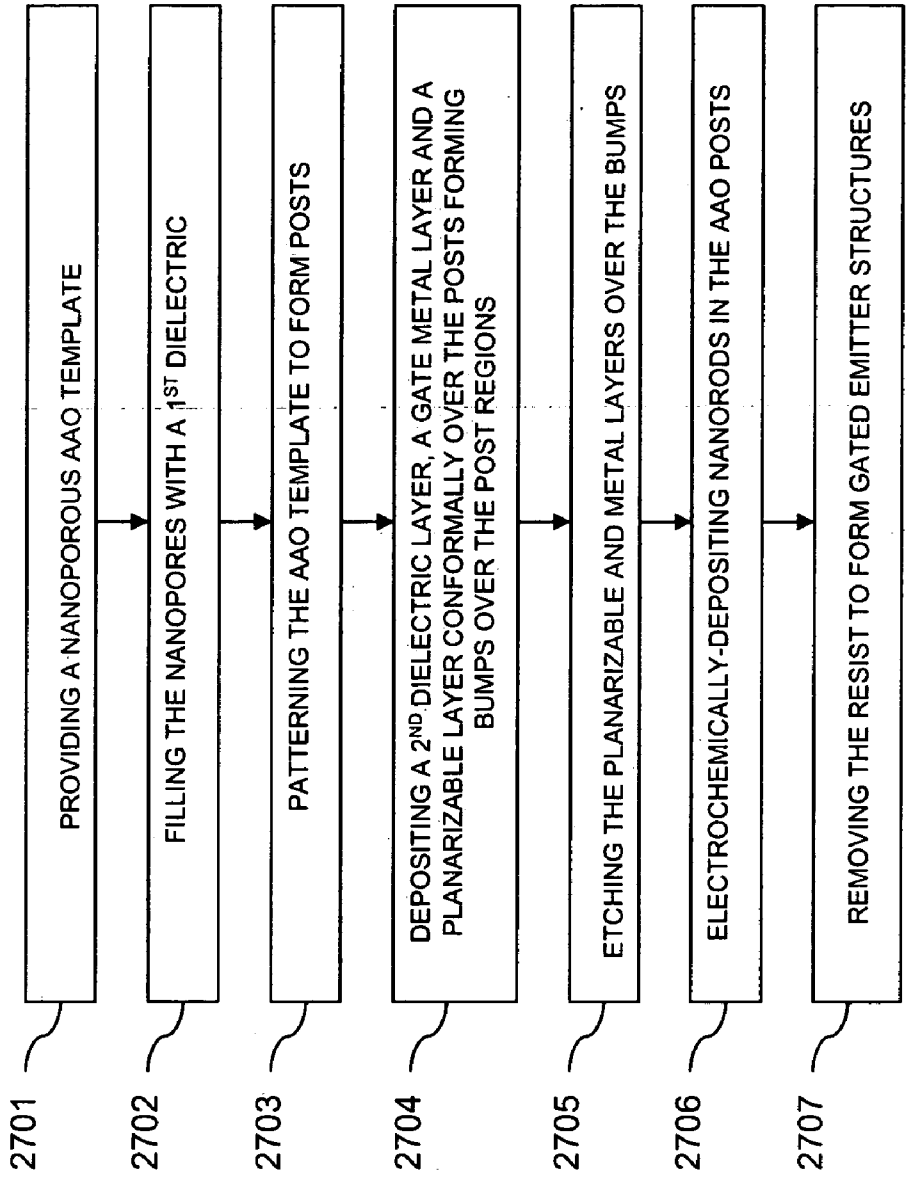 2701
PROVIDING A NANOPOROUS AAO TEMPLATE
2702
FILLING THE NANOPORES WITH A 1ST DIELECTRIC
2703
PATTERNING THE AAO TEMPLATE TO FORM POSTS
2704
DEPOSITING A 2ND DIELECTRIC LAYER, A GATE METAL LAYER AND A
PLANARIZABLE LAYER CONFORMALLY OVER THE POSTS FORMING
BUMPS OVER THE POST REGIONS
2705
ETCHING THE PLANARIZABLE AND METAL LAYERS OVER THE BUMPS
2706
ELECTROCHEMICALLY-DEPOSITING NANORODS IN THE AAO POSTS
2707
REMOVING THE RESIST TO FORM GATED EMITTER STRUCTURES